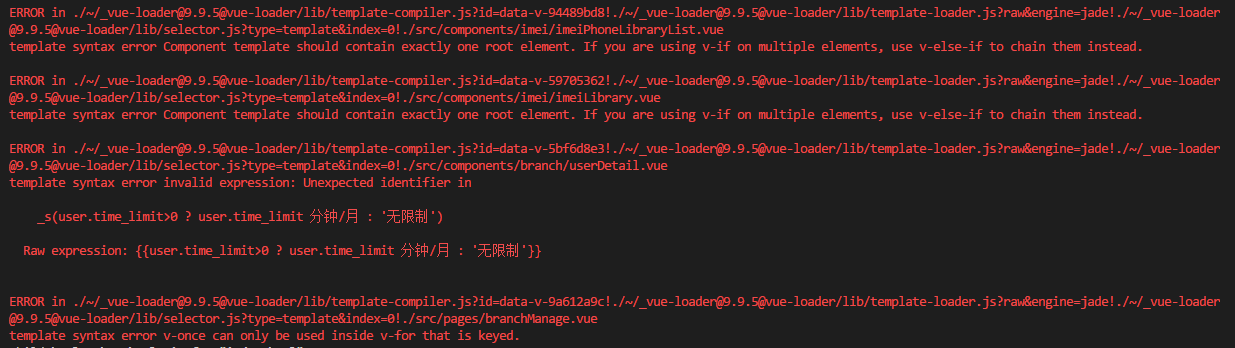 ERROR in ./~/_vue-loader@9.9.5@vue-loader/lib/template-compiler.js?id=data-v-94489bd8!./~/_vue-loader@9.9.5@vue-loader/lib/template-loader.js?raw&engine=jade!./~/_vue-loader
@9.9.5@vue-loader/lib/selector.js?type=template&index=0!./src/components/imei/imeiPhoneLibraryList.vue
template syntax error Component template should contain exactly one root element. If you are using v-if on multiple elements, use v-else-if to chain them instead.
ERROR in ./~/_vue-loader@9.9.5@vue-loader/lib/template-compiler.js?id=data-v-59705362!./~/_vue-loader@9.9.5@vue-loader/lib/template-loader.js?raw&engine=jade!./~/_vue-loader
@9.9.5@vue-loader/lib/selector.js?type=template&index=0!./src/components/imei/imeiLibrary.vue
template syntax error Component template should contain exactly one root element. If you are using v-if on multiple elements, use v-else-if to chain them instead.
ERROR in ./~/_vue-loader@9.9.5@vue-loader/lib/template-compiler.js?id=data-v-5bf6d8e3!./~/_vue-loader@9.9.5@vue-loader/lib/template-loader.js?raw&engine=jade!./~/_vue-loader
@9.9.5@vue-loader/lib/selector.js?type=template&index=0!./src/components/branch/userDetail.vue
template syntax error invalid expression: Unexpected identifier in
_s(user.time_limit>0 ? user.time_limit 分钟/月 : '无限制')
Raw expression: {{user.time_limit>0 ? user.time_limit 分钟/月 : '无限制'}}
ERROR in ./~/_vue-loader@9.9.5@vue-loader/lib/template-compiler.js?id=data-v-9a612a9c!./~/_vue-loader@9.9.5@vue-loader/lib/template-loader.js?raw&engine=jade!./~/_vue-loader
@9.9.5@vue-loader/lib/selector.js?type=template&index=0!./src/pages/branchManage.vue
template syntax error v-once can only be used inside v-for that is keyed.